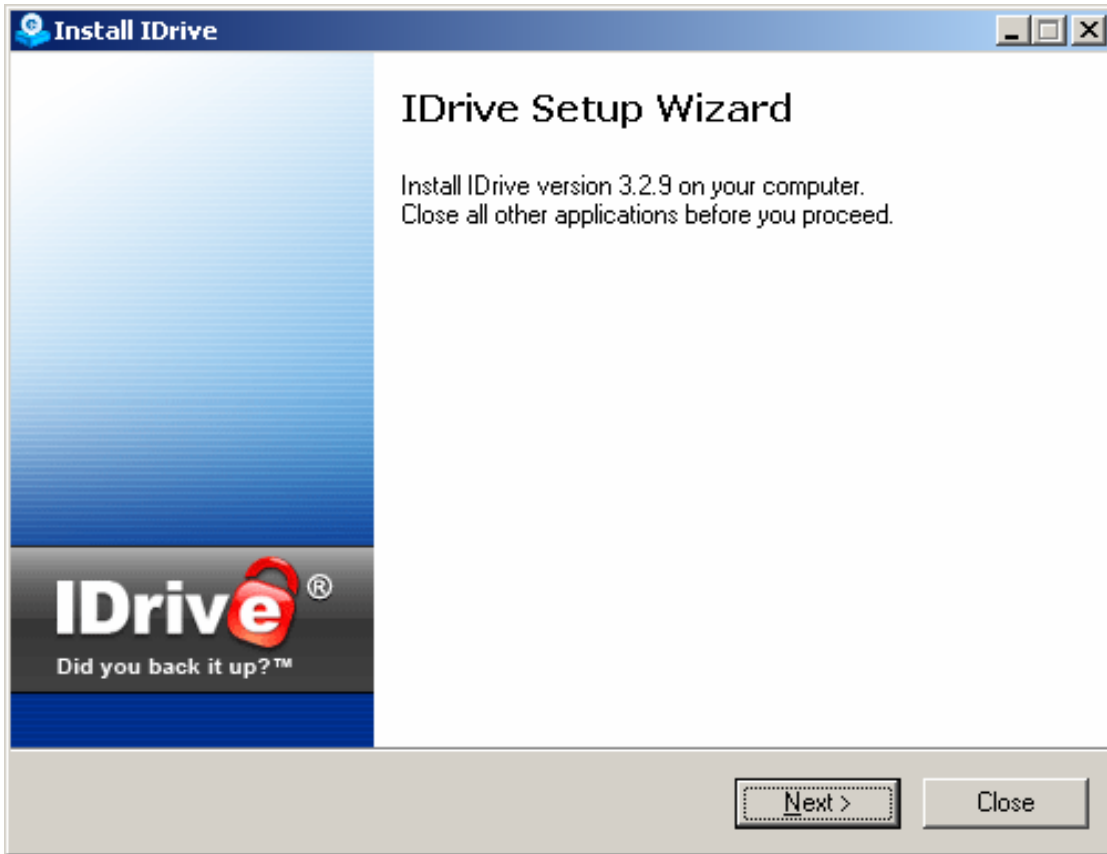 Install IDrive
IDrive Setup Wizard
Install IDrive version 3.2.9 on your computer.
Close all other applications before you proceed.
IDrive®
Did you back it up?™
Next >
Close